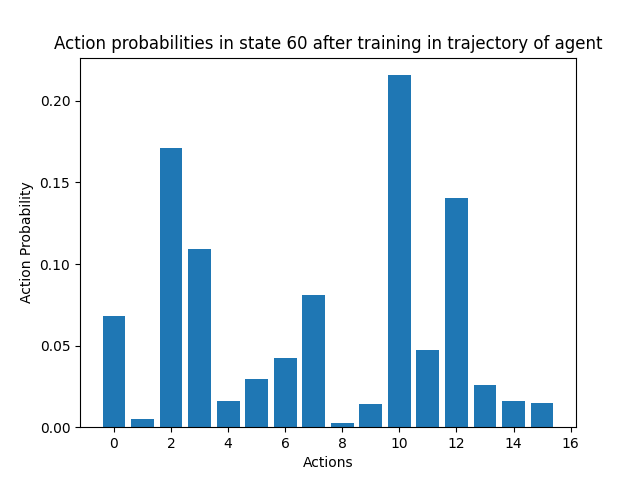 Action probabilities in state 60 after training in trajectory of agent
0.20
0.15
0.10
0.05
0.00
Action Probability
0 2 4 6 8 10 12 14 16
Actions